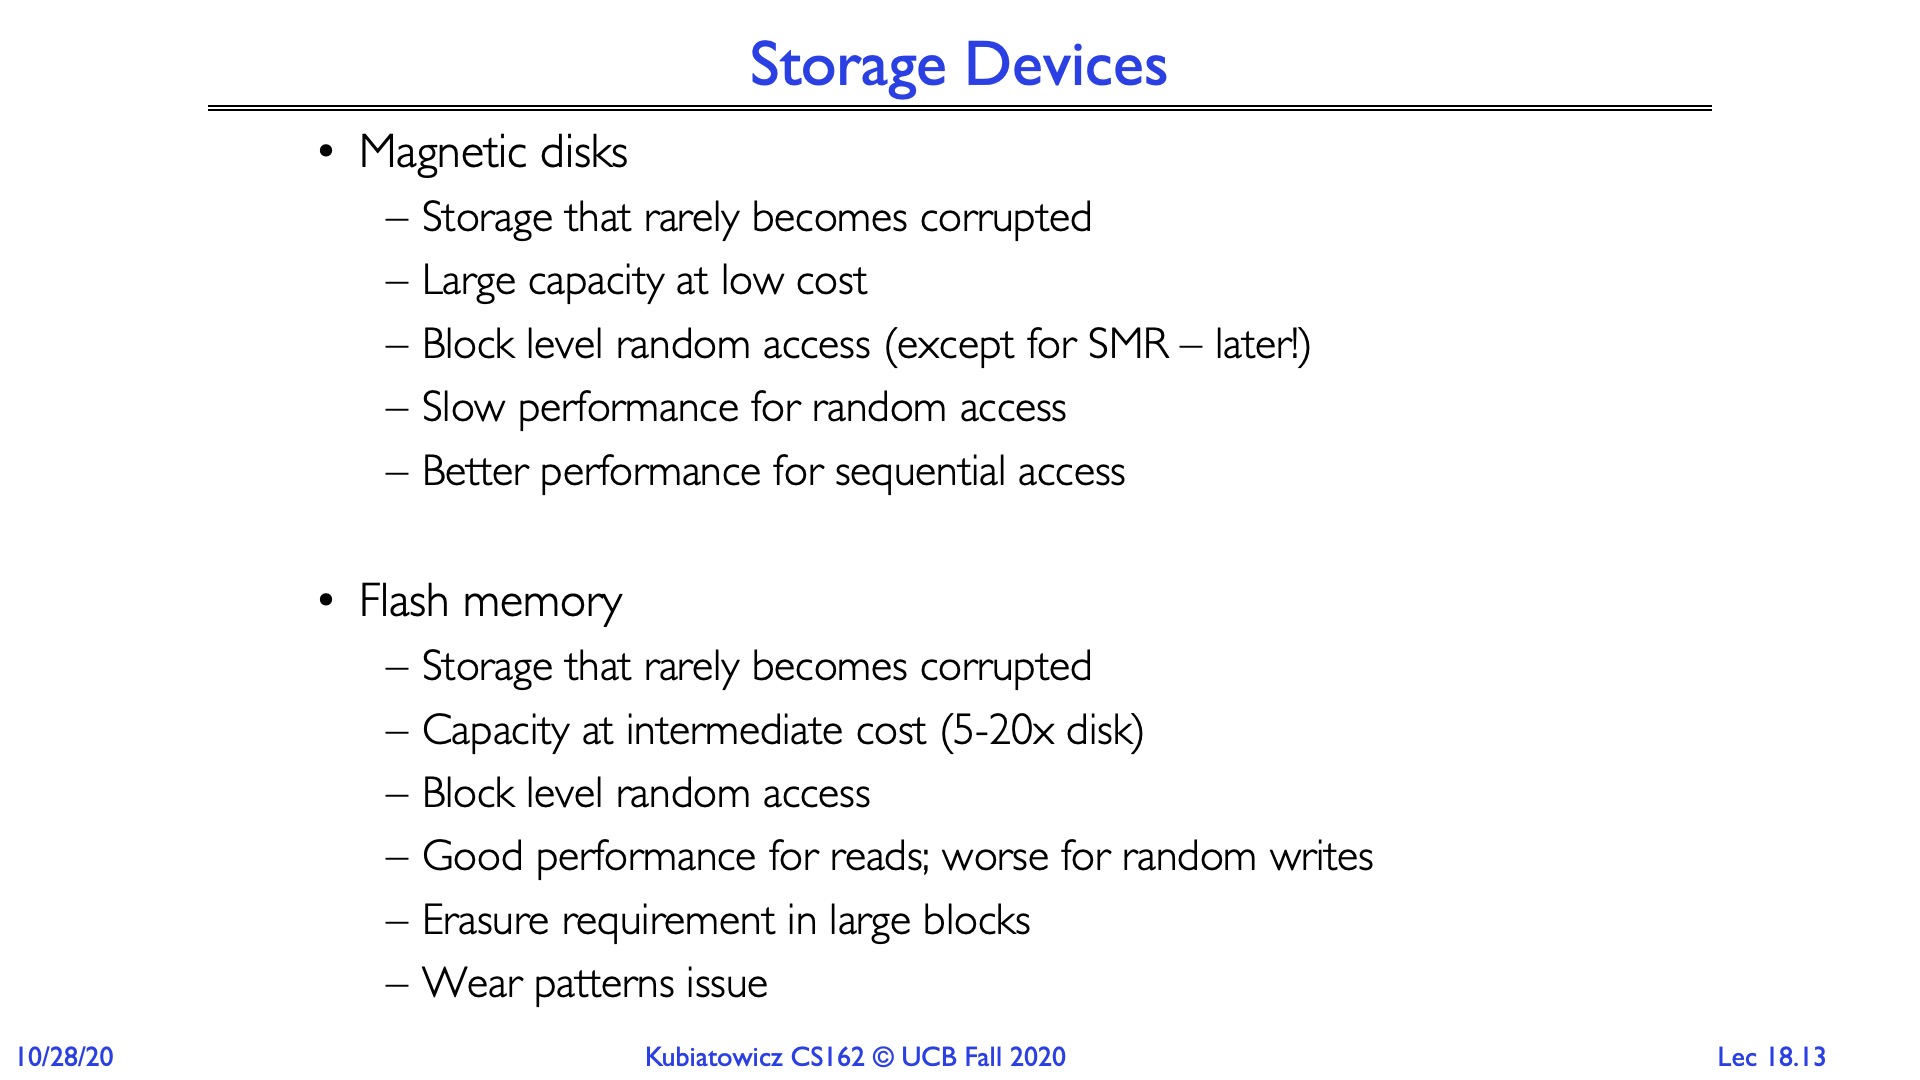 Storage Devices
• Magnetic disks
– Storage that rarely becomes corrupted
– Large capacity at low cost
– Block level random access (except for SMR – later!)
– Slow performance for random access
– Better performance for sequential access
• Flash memory
– Storage that rarely becomes corrupted
– Capacity at intermediate cost (5-20x disk)
– Block level random access
– Good performance for reads; worse for random writes
– Erasure requirement in large blocks
– Wear patterns issue
10/28/20
Kubiatowicz CS162 © UCB Fall 2020
Lec 18.13